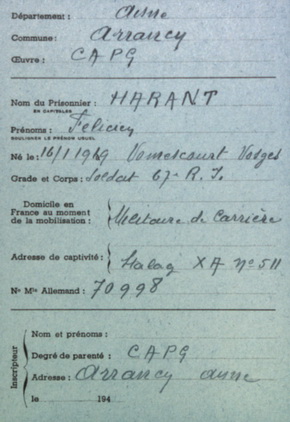 Département : Aisne
Commune : Arrancy
Œuvre : CAPG
Nom du Prisonnier : HARANT
EN CAPITALES
Prénoms : Felicien
SOULIGNER LE PRÉNOM USUEL
Né le : 16/1 1919 Vomécourt Vosges
Grade et Corps : Soldat 67e R. I.
Domicile en
France au moment
de la mobilisation : Militaire de Carrière
Adresse de captivité : Stalag XA n° 511
No Mle Allemand : 70998
Inscripteur
Nom et prénoms :
Degré de parenté : CAPG
Adresse : Arrancy Aisne
le 194